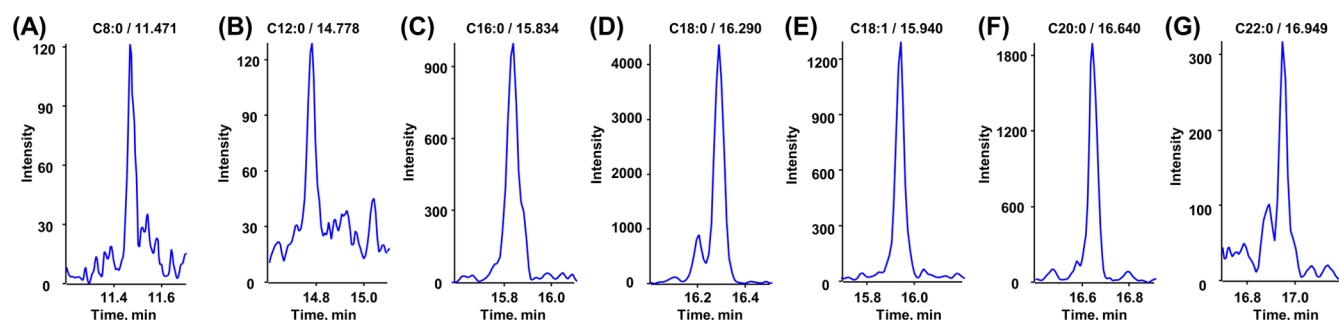 (A) C8:0 / 11.471
120
90
60
30
0
Intensity
11.4 11.6
Time, min
(B) C12:0 / 14.778
120
90
60
30
0
Intensity
14.8 15.0
Time, min
(C) C16:0 / 15.834
900
600
300
0
Intensity
15.8 16.0
Time, min
(D) C18:0 / 16.290
4000
3000
2000
1000
0.0
Intensity
16.2 16.4
Time, min
(E) C18:1 / 15.940
1200
900
600
300
0
Intensity
15.8 16.0
Time, min
(F) C20:0 / 16.640
1800
1200
600
0
Intensity
16.6 16.8
Time, min
(G) C22:0 / 16.949
300
200
100
0
Intensity
16.8 17.0
Time, min